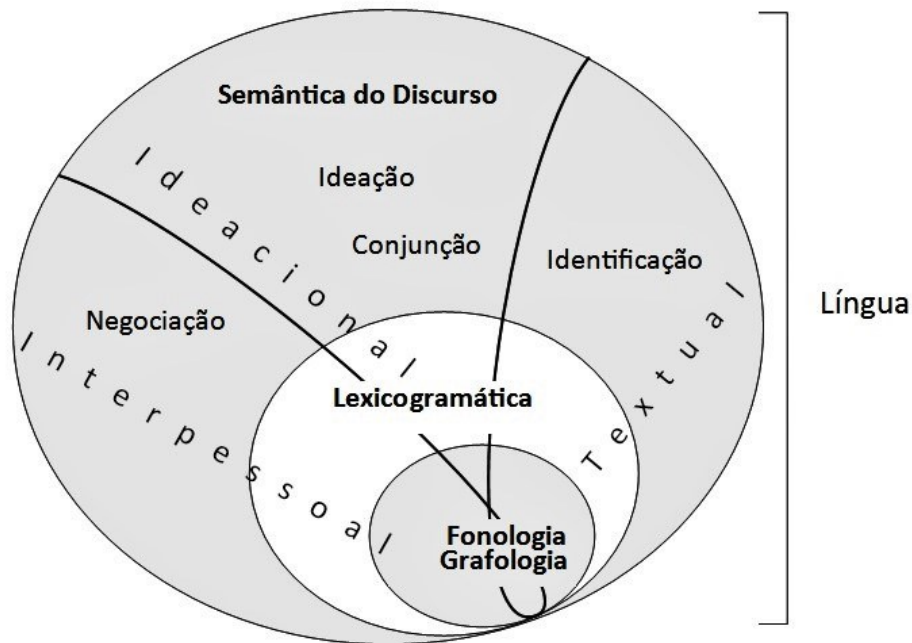 Semântica do Discurso
Ideacional
Ideação
Conjunção
Identificação
Negociação
Língua
Interpessoal
Textual
Lexicogramática
Fonologia
Grafologia